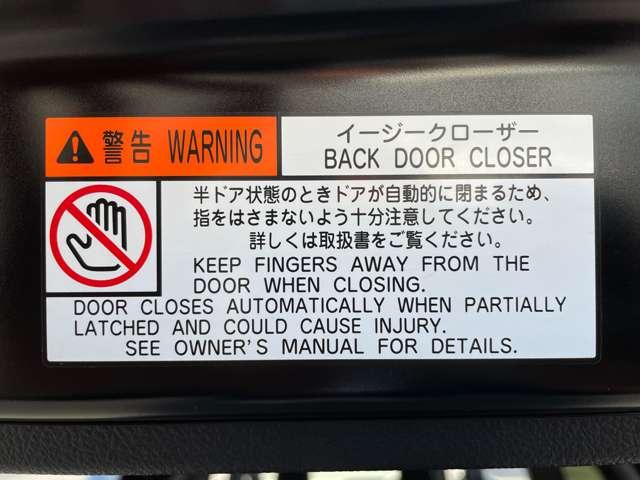 警告 WARNING
イージークローザー
BACK DOOR CLOSER
半ドア状態のときドアが自動的に閉まるため、
指をはさまないよう十分注意してください。
詳しくは取扱書をご覧ください。
KEEP FINGERS AWAY FROM THE
DOOR WHEN CLOSING.
DOOR CLOSES AUTOMATICALLY WHEN PARTIALLY
LATCHED AND COULD CAUSE INJURY.
SEE OWNER'S MANUAL FOR DETAILS.